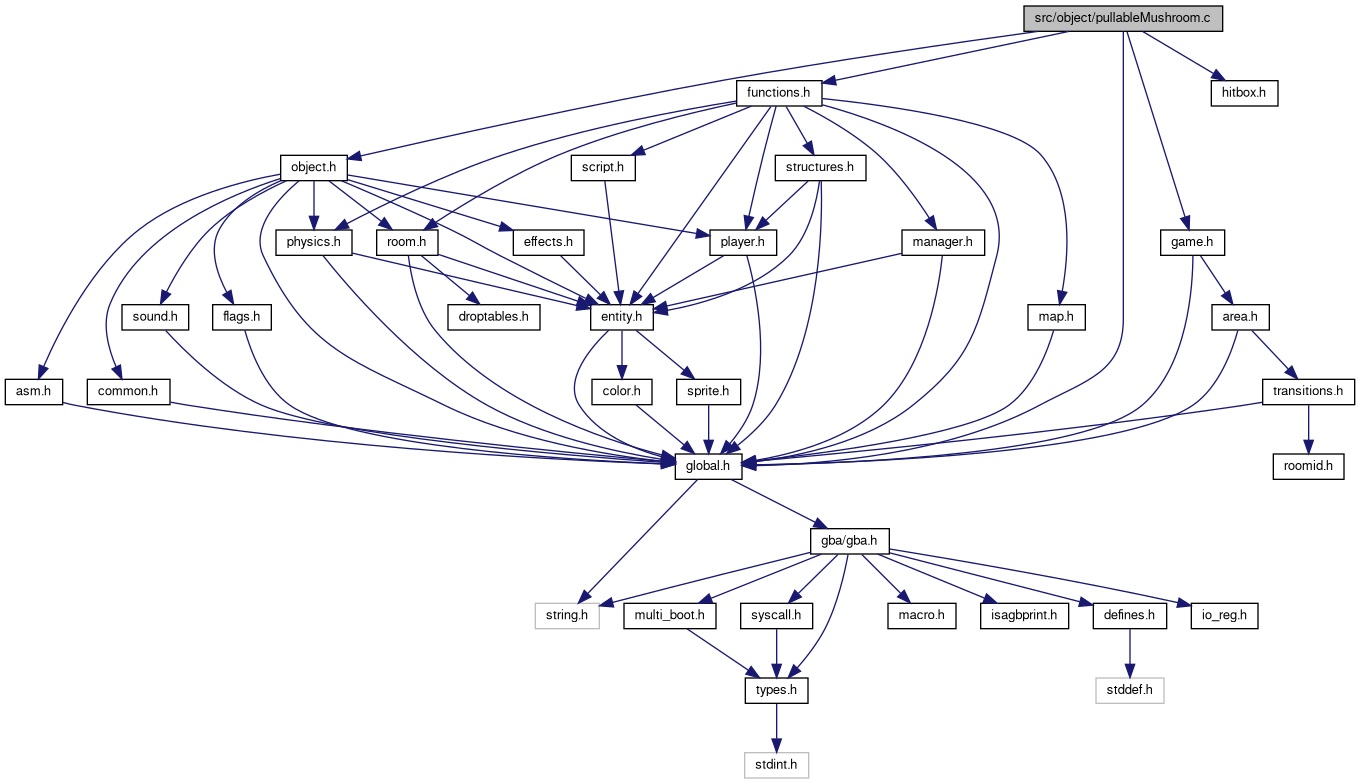 src/object/pullableMushroom.c
functions.h
hitbox.h
object.h
script.h
structures.h
physics.h
room.h
effects.h
player.h
manager.h
game.h
sound.h
flags.h
droptables.h
entity.h
map.h
area.h
asm.h
common.h
color.h
sprite.h
transitions.h
global.h
roomid.h
gba/gba.h
string.h
multi_boot.h
syscall.h
macro.h
isagbprint.h
defines.h
io_reg.h
types.h
stddef.h
stdint.h